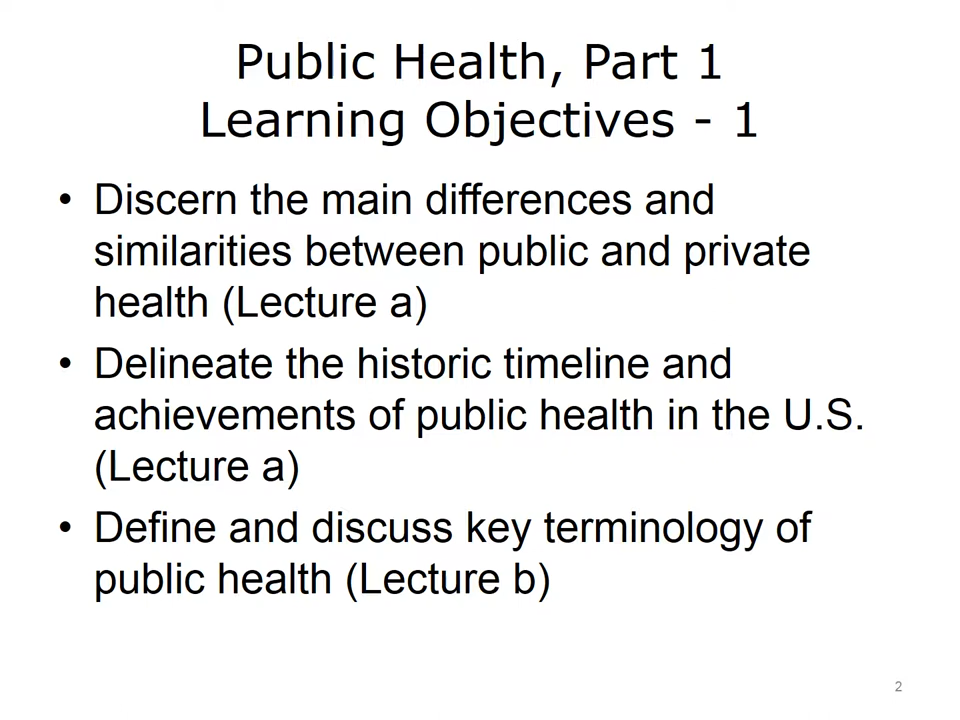 Public Health, Part 1
Learning Objectives - 1
• Discern the main differences and
similarities between public and private
health (Lecture a)
• Delineate the historic timeline and
achievements of public health in the U.S.
(Lecture a)
• Define and discuss key terminology of
public health (Lecture b)
2